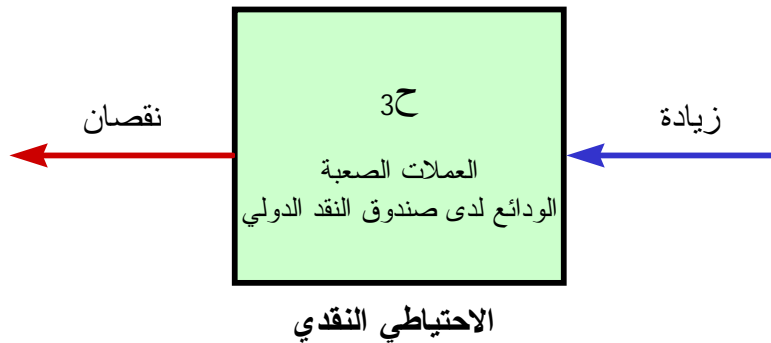 زيادة
ح3
نقصان
العملات الصعبة
الودائع لدى صندوق النقد الدولي
الاحتياطي النقدي